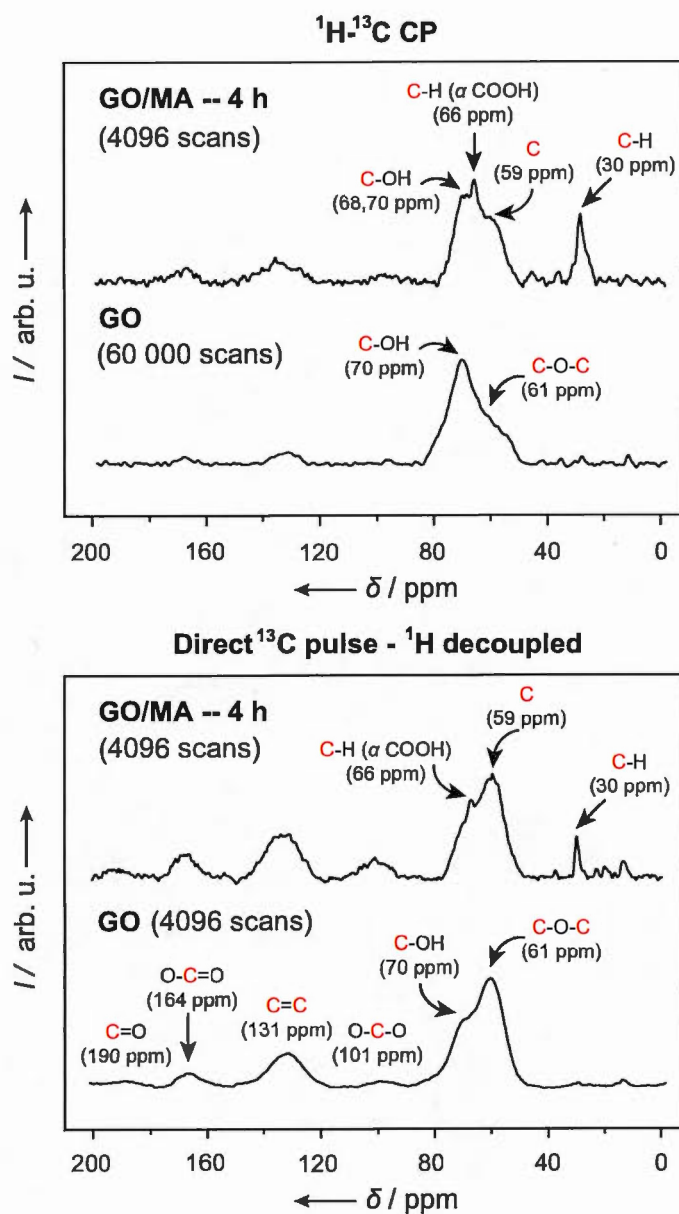 ¹H-¹³C CP
GO/MA -- 4 h
(4096 scans)
C-H (α COOH)
(66 ppm)
C
(59 ppm)
C-H
(30 ppm)
C-OH
(68,70 ppm)
GO
(60 000 scans)
C-OH
(70 ppm)
C-O-C
(61 ppm)
I / arb. u.
200 160 120 80 40 0
δ / ppm
Direct ¹³C pulse - ¹H decoupled
GO/MA -- 4 h
(4096 scans)
C
(59 ppm)
C-H (α COOH)
(66 ppm)
C-H
(30 ppm)
GO (4096 scans)
C-OH
(70 ppm)
C-O-C
(61 ppm)
O-C=O
(164 ppm)
C=O
(190 ppm)
C=C
(131 ppm)
O-C-O
(101 ppm)
I / arb. u.
200 160 120 80 40 0
δ / ppm